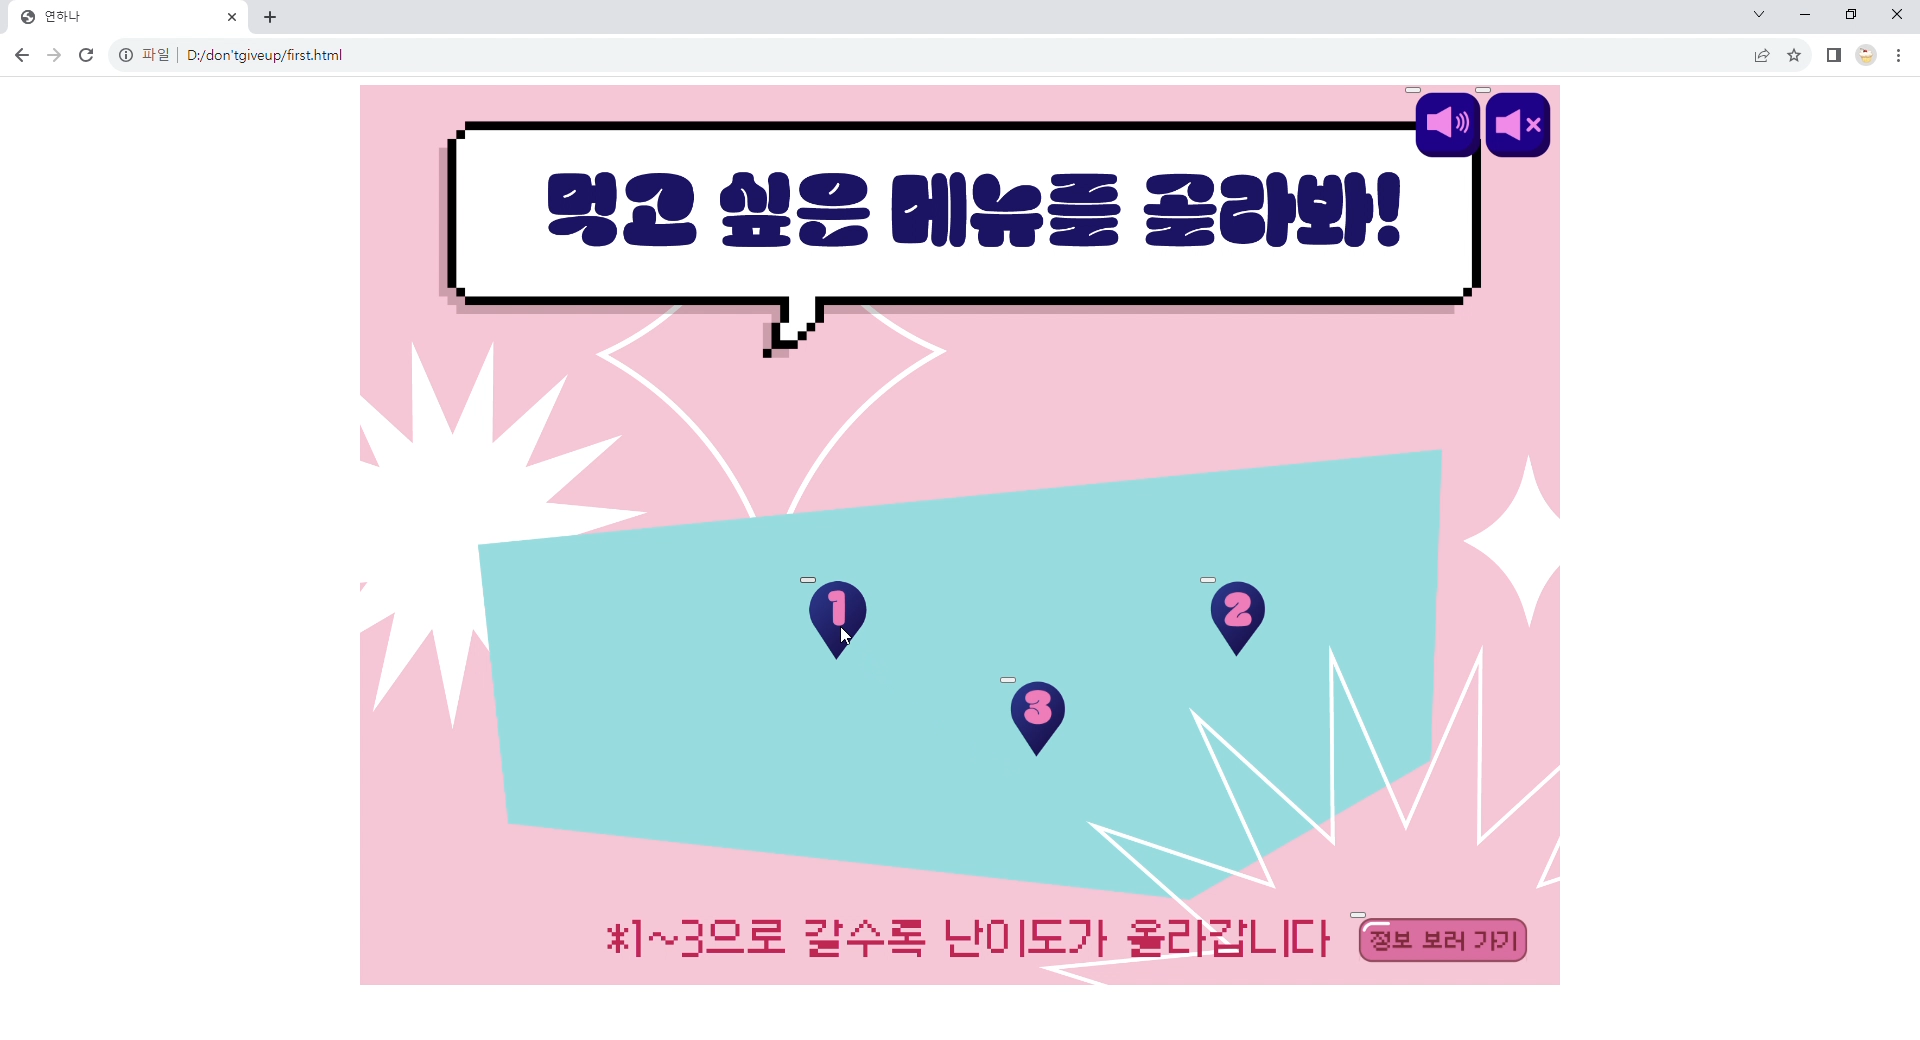 연하나
파일
D:/don'tgiveup/first.html
먹고 싶은 메뉴를 골라봐!
1
2
3
*1~3으로 갈수록 난이도가 올라갑니다
정보 보러 가기